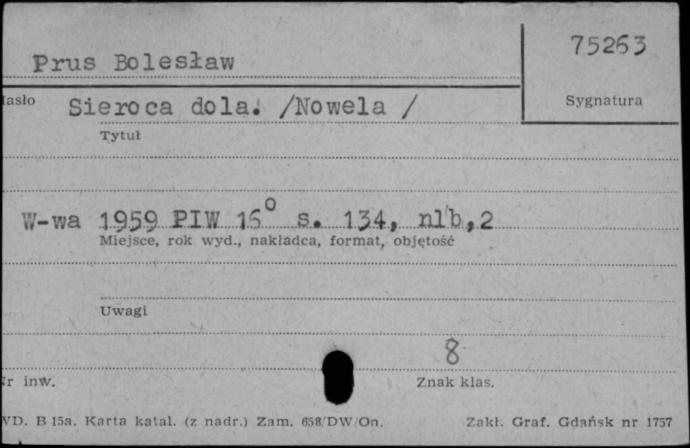 75263
Prus Bolesław
Sygnatura
Hasło Sieroca dola. /Nowela /
Tytuł
W-wa 1959 PIW 16° s. 134, nlb,2
Miejsce, rok wyd., nakładca, format, objętość
Uwagi
8
Nr inw. Znak klas.
WD. B 15a. Karta katal. (z nadr.) Zam. 658/DW/On. Zakł. Graf. Gdańsk nr 1757